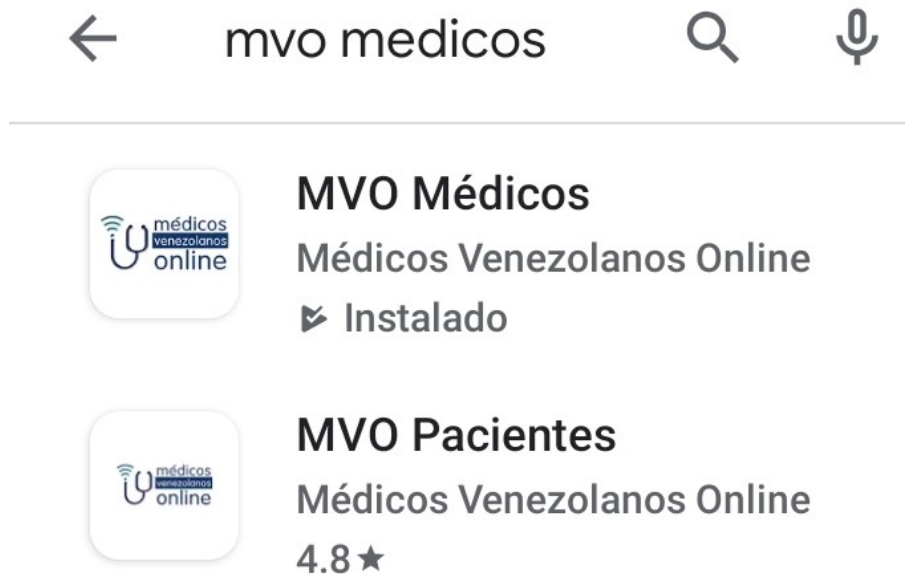 mvo medicos
médicos
venezolanos
online
MVO Médicos
Médicos Venezolanos Online
Instalado
médicos
venezolanos
online
MVO Pacientes
Médicos Venezolanos Online
4.8★